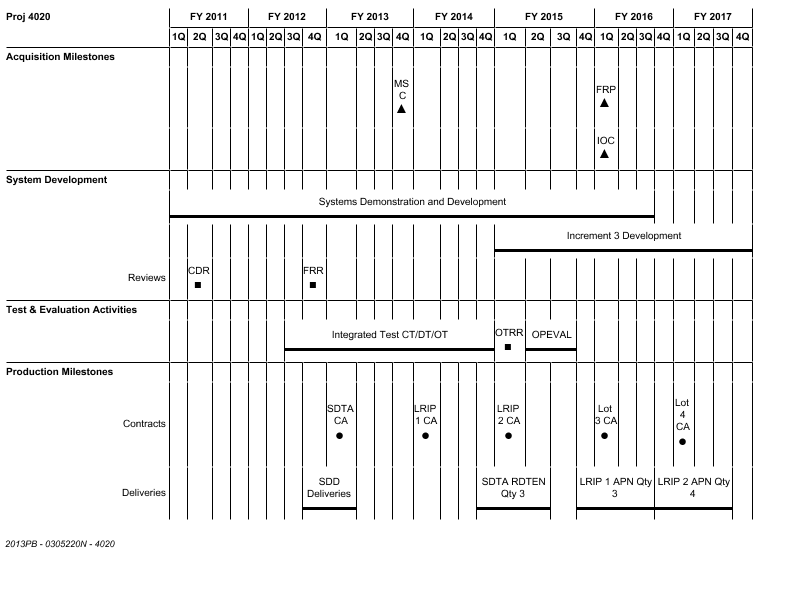 Proj 4020 FY 2011 FY 2012 FY 2013 FY 2014 FY 2015 FY 2016 FY 2017
1Q 2Q 3Q 4Q 1Q 2Q 3Q 4Q 1Q 2Q 3Q 4Q 1Q 2Q 3Q 4Q 1Q 2Q 3Q 4Q 1Q 2Q 3Q 4Q 1Q 2Q 3Q 4Q
Acquisition Milestones
MS
C
FRP
IOC
System Development
Systems Demonstration and Development
Increment 3 Development
Reviews
CDR
FRR
Test & Evaluation Activities
Integrated Test CT/DT/OT
OTRR
OPEVAL
Production Milestones
Contracts
SDTA
CA
LRIP
1 CA
LRIP
2 CA
Lot
3 CA
Lot
4
CA
Deliveries
SDD
Deliveries
SDTA RDTEN
Qty 3
LRIP 1 APN Qty
3
LRIP 2 APN Qty
4
2013PB - 0305220N - 4020